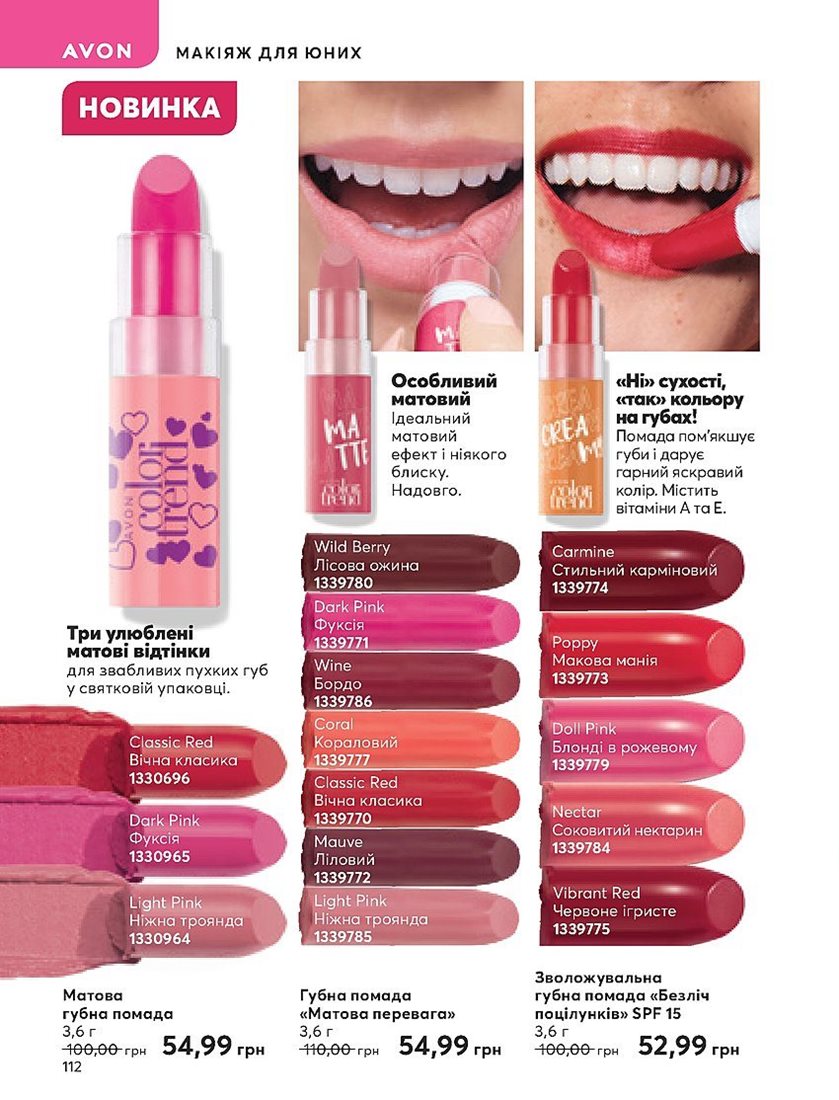 AVON
МАКІЯЖ ДЛЯ ЮНИХ
НОВИНКА
AVON
color
trend
Три улюблені
матові відтінки
для звабливих пухких губ
у святковій упаковці.
Classic Red
Вічна класика
1330696
Dark Pink
Фуксія
1330965
Light Pink
Ніжна троянда
1330964
Матова
губна помада
3,6 г
100,00 грн 54,99 грн
MA
TTE
color
trend
Особливий
матовий
Ідеальний
матовий
ефект і ніякого
блиску.
Надовго.
Wild Berry
Лісова ожина
1339780
Dark Pink
Фуксія
1339771
Wine
Бордо
1339786
Coral
Кораловий
1339777
Classic Red
Вічна класика
1339770
Mauve
Ліловий
1339772
Light Pink
Ніжна троянда
1339785
Губна помада
«Матова перевага»
3,6 г
110,00 грн 54,99 грн
CREA
color
trend
«Ні» сухості,
«так» кольору
на губах!
Помада пом’якшує
губи і дарує
гарний яскравий
колір. Містить
вітаміни А та Е.
Carmine
Стильний карміновий
1339774
Poppy
Макова манія
1339773
Doll Pink
Блонді в рожевому
1339779
Nectar
Соковитий нектарин
1339784
Vibrant Red
Червоне ігристе
1339775
Зволожувальна
губна помада «Безліч
поцілунків» SPF 15
3,6 г
100,00 грн 52,99 грн
112